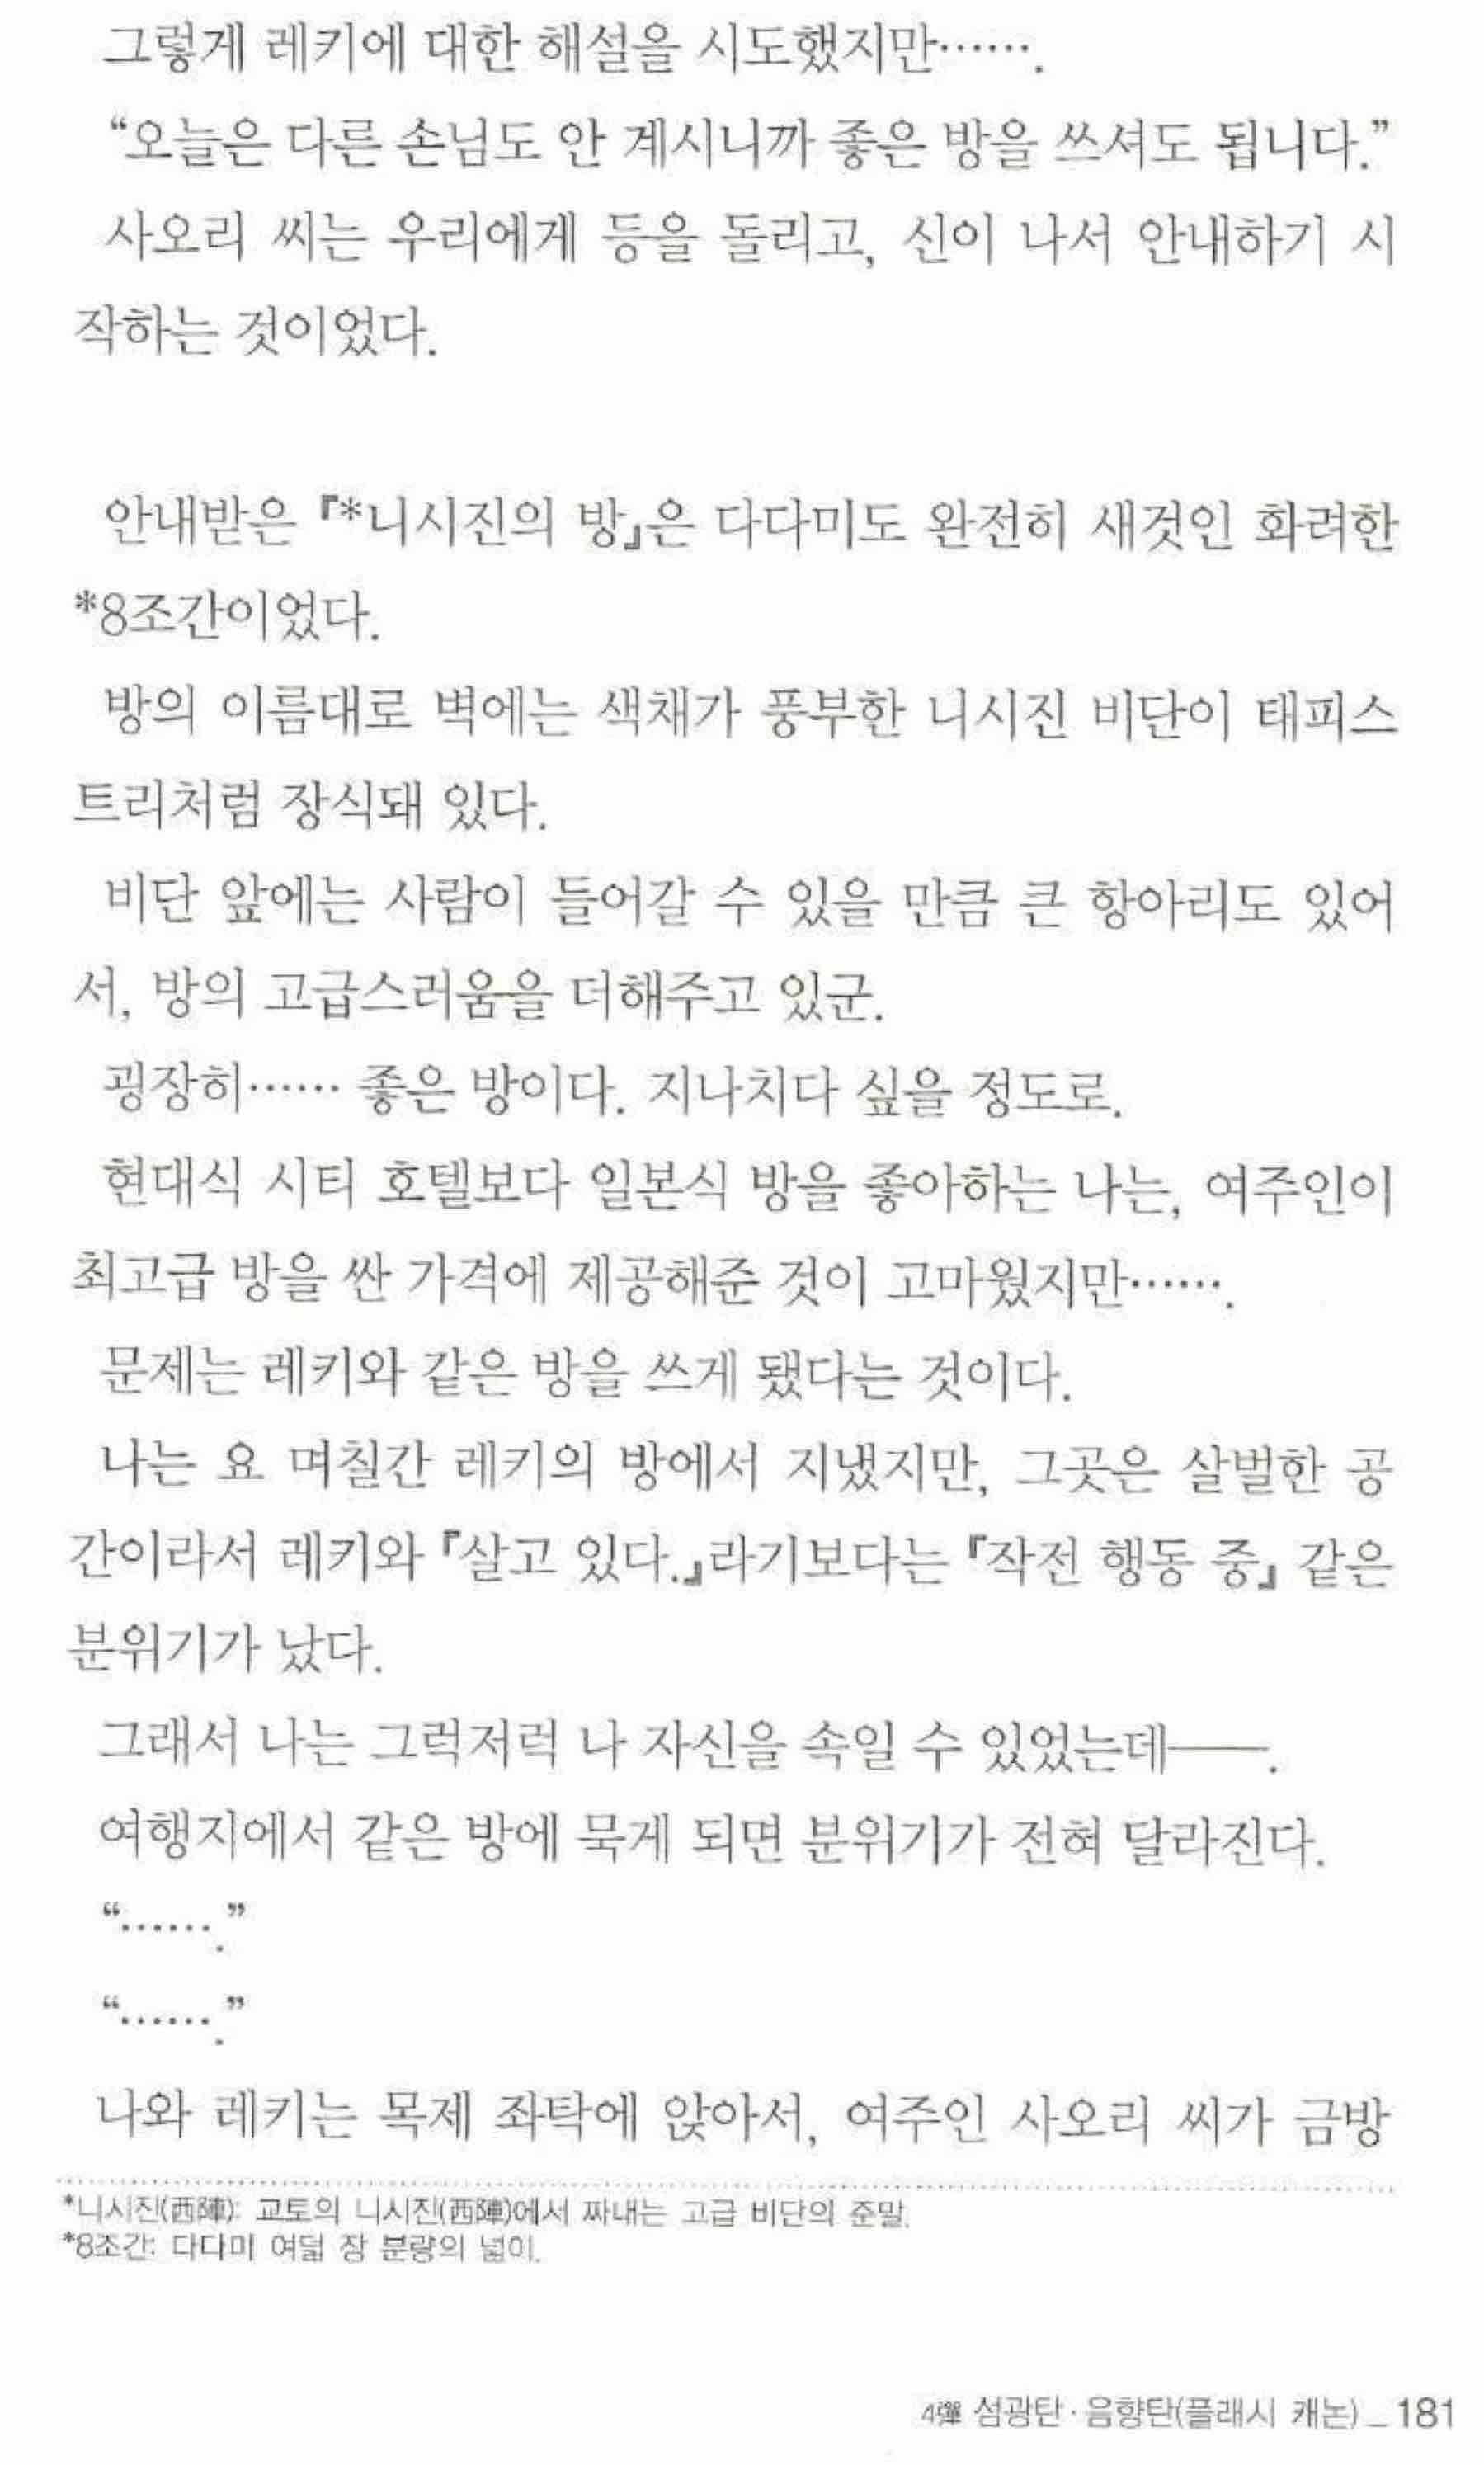 그렇게 레키에 대한 해설을 시도했지만…….
“오늘은 다른 손님도 안 계시니까 좋은 방을 쓰셔도 됩니다.”
사오리 씨는 우리에게 등을 돌리고, 신이 나서 안내하기 시
작하는 것이었다.
안내받은 『*니시진의 방』은 다다미도 완전히 새것인 화려한
*8조간이었다.
방의 이름대로 벽에는 색채가 풍부한 니시진 비단이 태피스
트리처럼 장식돼 있다.
비단 앞에는 사람이 들어갈 수 있을 만큼 큰 항아리도 있어
서, 방의 고급스러움을 더해주고 있군.
굉장히…… 좋은 방이다. 지나치다 싶을 정도로.
현대식 시티 호텔보다 일본식 방을 좋아하는 나는, 여주인이
최고급 방을 싼 가격에 제공해준 것이 고마웠지만…….
문제는 레키와 같은 방을 쓰게 됐다는 것이다.
나는 요 며칠간 레키의 방에서 지냈지만, 그곳은 살벌한 공
간이라서 레키와 『살고 있다.』라기보다는 『작전 행동 중』 같은
분위기가 났다.
그래서 나는 그럭저럭 나 자신을 속일 수 있었는데──.
여행지에서 같은 방에 묵게 되면 분위기가 전혀 달라진다.
“…….”
“…….”
나와 레키는 목제 좌탁에 앉아서, 여주인 사오리 씨가 금방
*니시진(西陣): 교토의 니시진(西陣)에서 짜내는 고급 비단의 준말.
*8조간: 다다미 여덟 장 분량의 넓이.
4彈 섬광탄·음향탄(플래시 캐논) _ 181